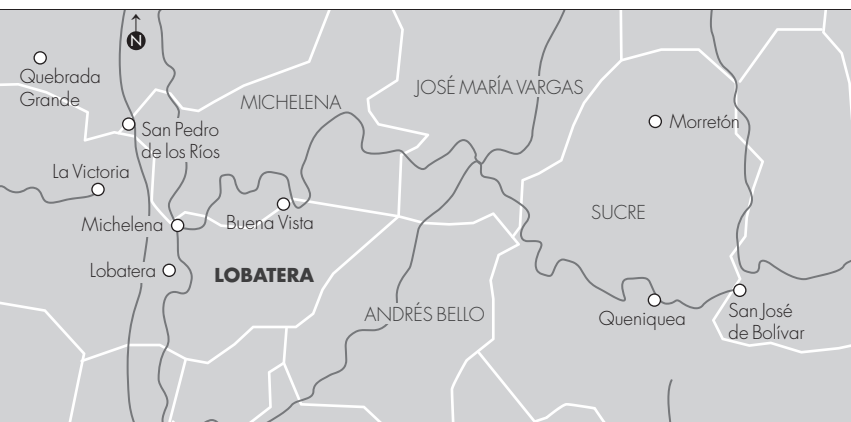 N
Quebrada
Grande
MICHELENA
JOSÉ MARÍA VARGAS
San Pedro
de los Ríos
Morretón
La Victoria
Michelena
Buena Vista
SUCRE
Lobatera
LOBATERA
ANDRÉS BELLO
Queniquea
San José
de Bolívar